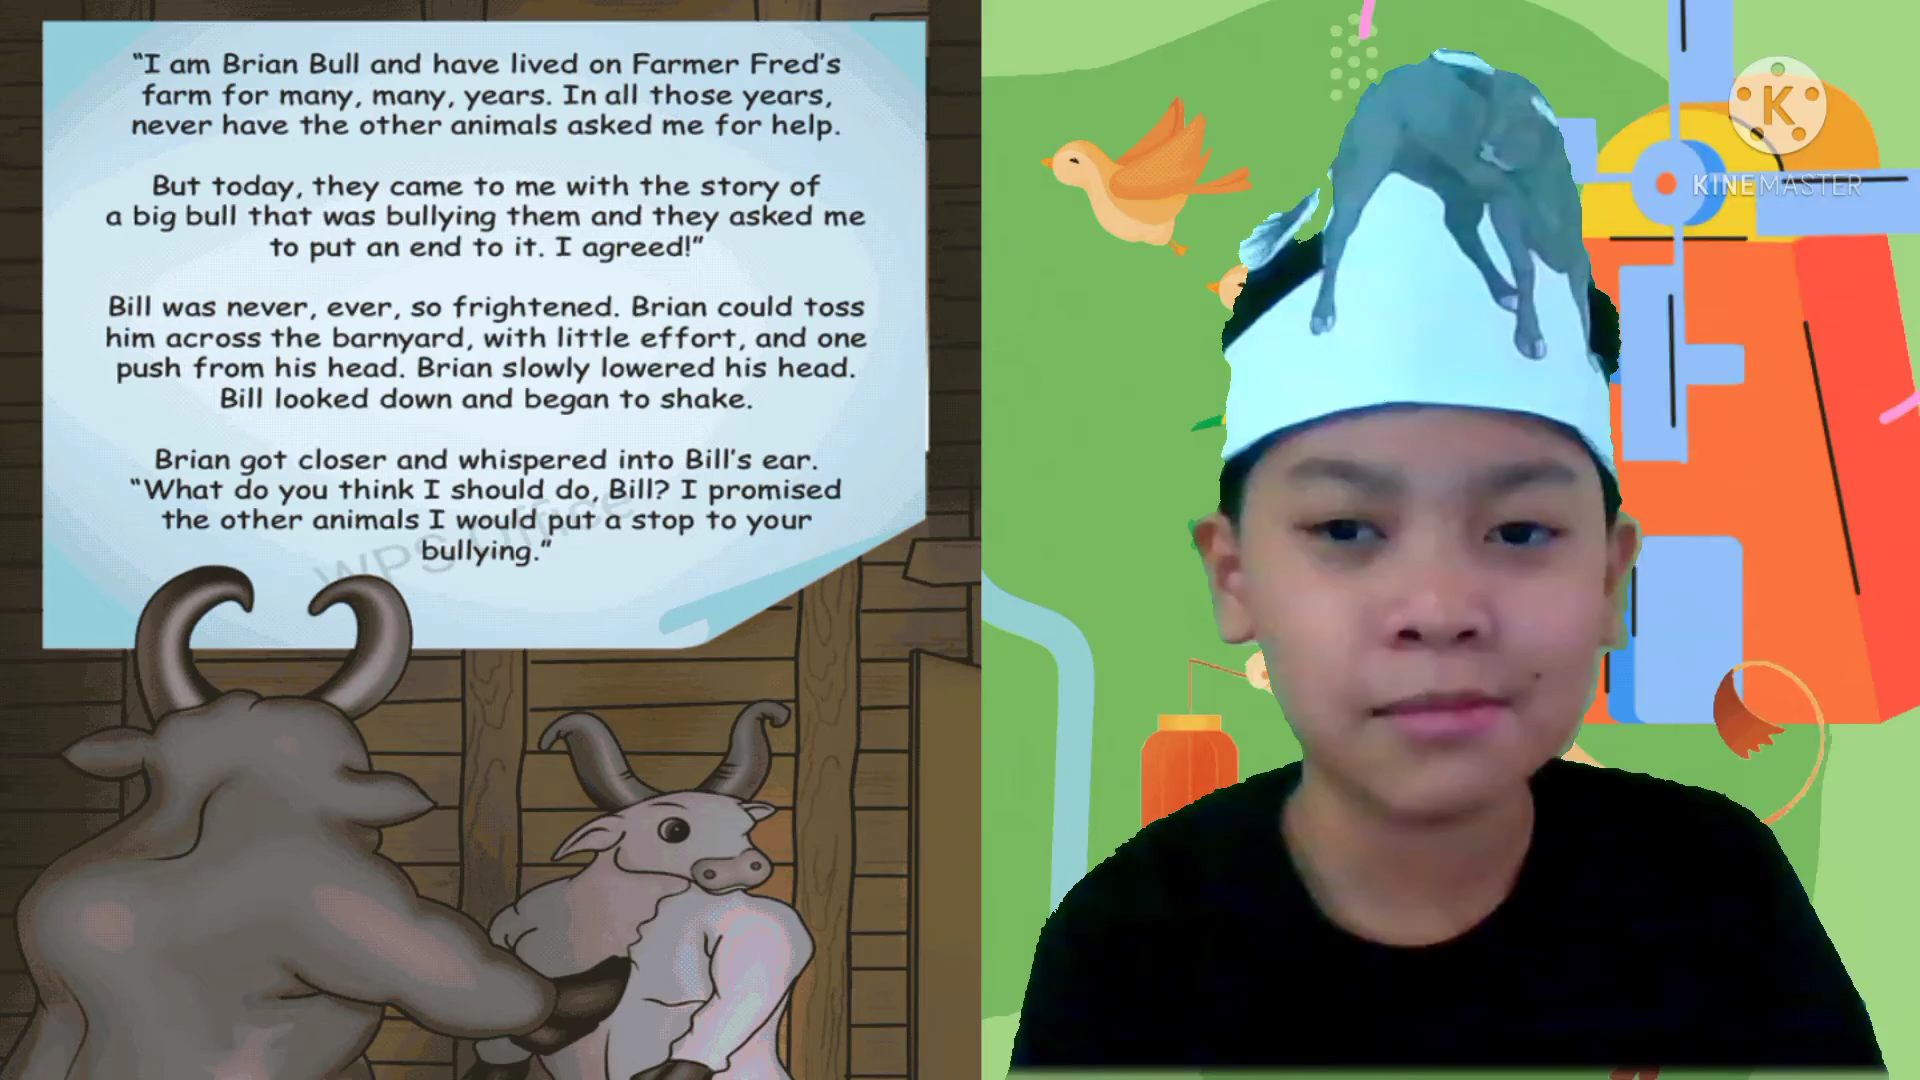 “I am Brian Bull and have lived on Farmer Fred’s
farm for many, many, years. In all those years,
never have the other animals asked me for help.
But today, they came to me with the story of
a big bull that was bullying them and they asked me
to put an end to it. I agreed!”
Bill was never, ever, so frightened. Brian could toss
him across the barnyard, with little effort, and one
push from his head. Brian slowly lowered his head.
Bill looked down and began to shake.
Brian got closer and whispered into Bill’s ear.
“What do you think I should do, Bill? I promised
the other animals I would put a stop to your
bullying.”
WPS Office
K
KINEMASTER